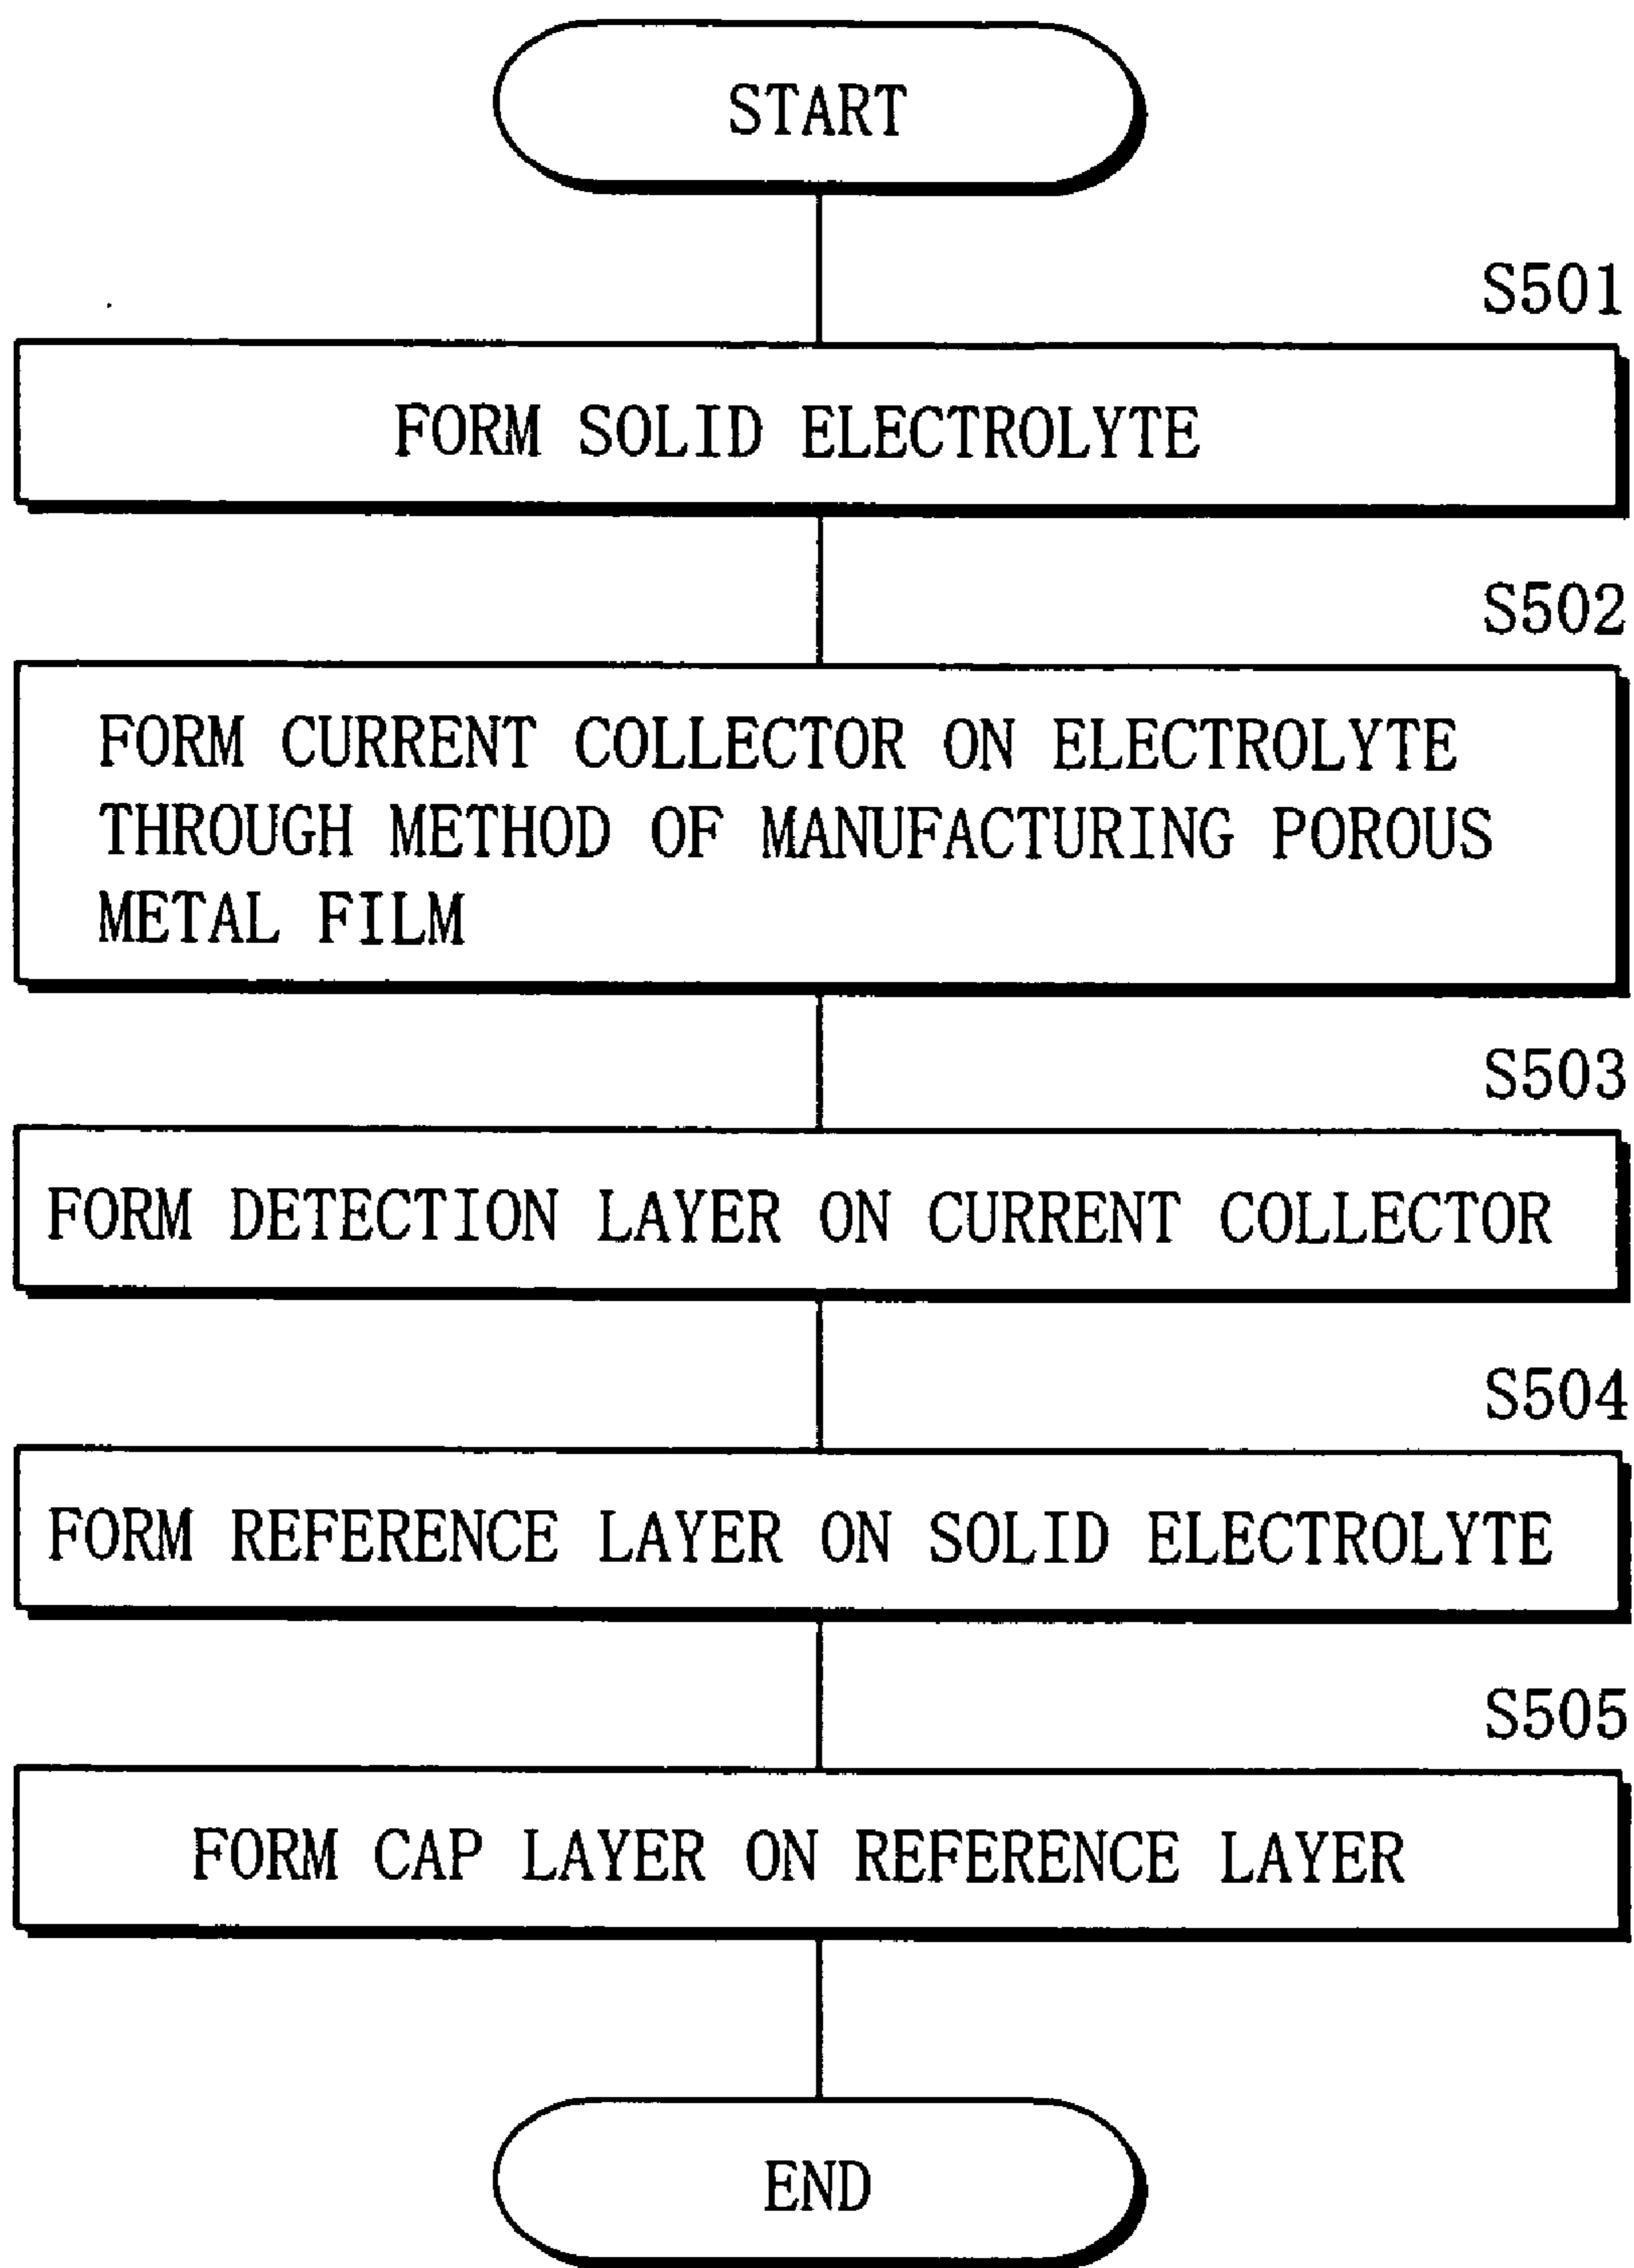 START
S501
FORM SOLID ELECTROLYTE
S502
FORM CURRENT COLLECTOR ON ELECTROLYTE
THROUGH METHOD OF MANUFACTURING POROUS
METAL FILM
S503
FORM DETECTION LAYER ON CURRENT COLLECTOR
S504
FORM REFERENCE LAYER ON SOLID ELECTROLYTE
S505
FORM CAP LAYER ON REFERENCE LAYER
END